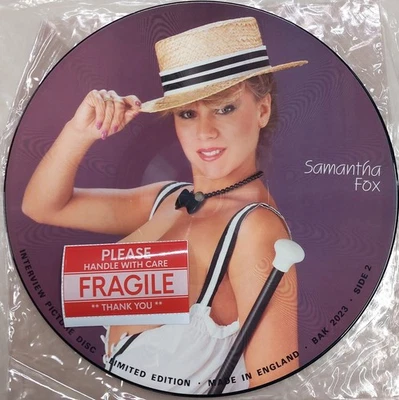 Samantha
Fox
PLEASE
HANDLE WITH CARE
FRAGILE
** THANK YOU **
INTERVIEW PICTURE DISC · LIMITED EDITION · MADE IN ENGLAND · BAK 2023 · SIDE 2